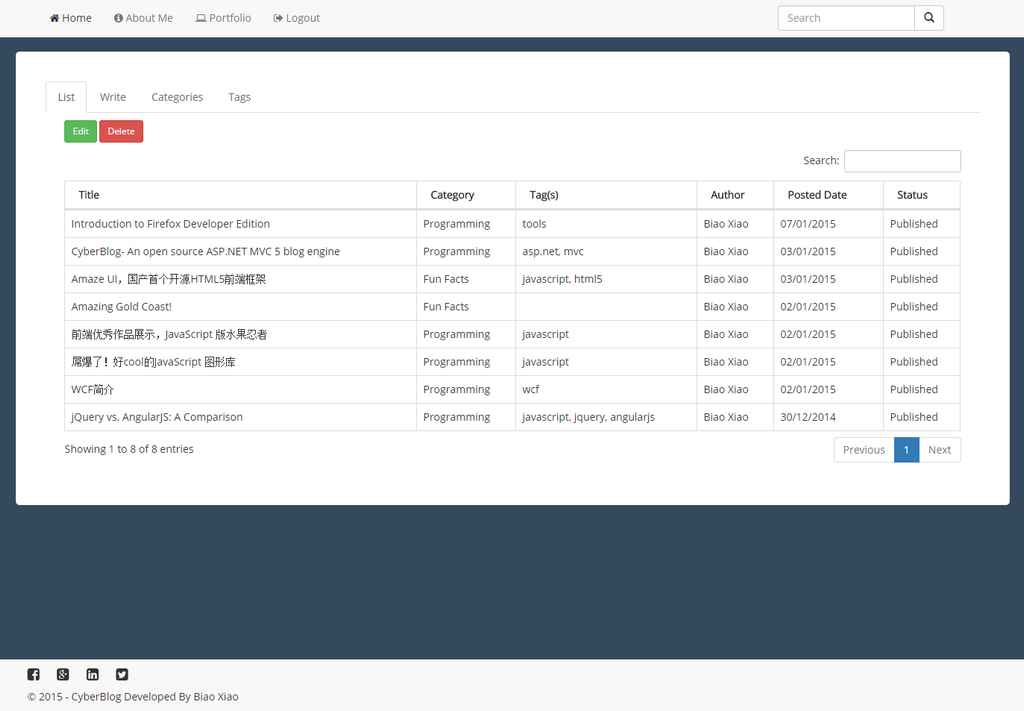 Home About Me Portfolio Logout Search
List Write Categories Tags
Edit Delete
Search:
Title Category Tag(s) Author Posted Date Status
Introduction to Firefox Developer Edition Programming tools Biao Xiao 07/01/2015 Published
CyberBlog- An open source ASP.NET MVC 5 blog engine Programming asp.net, mvc Biao Xiao 03/01/2015 Published
Amaze UI，国产首个开源HTML5前端框架 Fun Facts javascript, html5 Biao Xiao 03/01/2015 Published
Amazing Gold Coast! Fun Facts Biao Xiao 02/01/2015 Published
前端优秀作品展示，JavaScript 版水果忍者 Programming javascript Biao Xiao 02/01/2015 Published
屌爆了！好cool的JavaScript 图形库 Programming javascript Biao Xiao 02/01/2015 Published
WCF简介 Programming wcf Biao Xiao 02/01/2015 Published
jQuery vs. AngularJS: A Comparison Programming javascript, jquery, angularjs Biao Xiao 30/12/2014 Published
Showing 1 to 8 of 8 entries Previous 1 Next
© 2015 - CyberBlog Developed By Biao Xiao